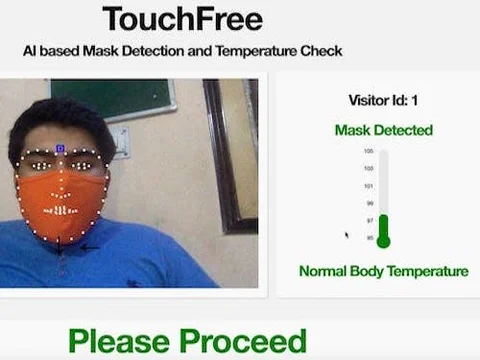 TouchFree
AI based Mask Detection and Temperature Check
Visitor Id: 1
Mask Detected
105
103
101
99
97
95
Normal Body Temperature
Please Proceed